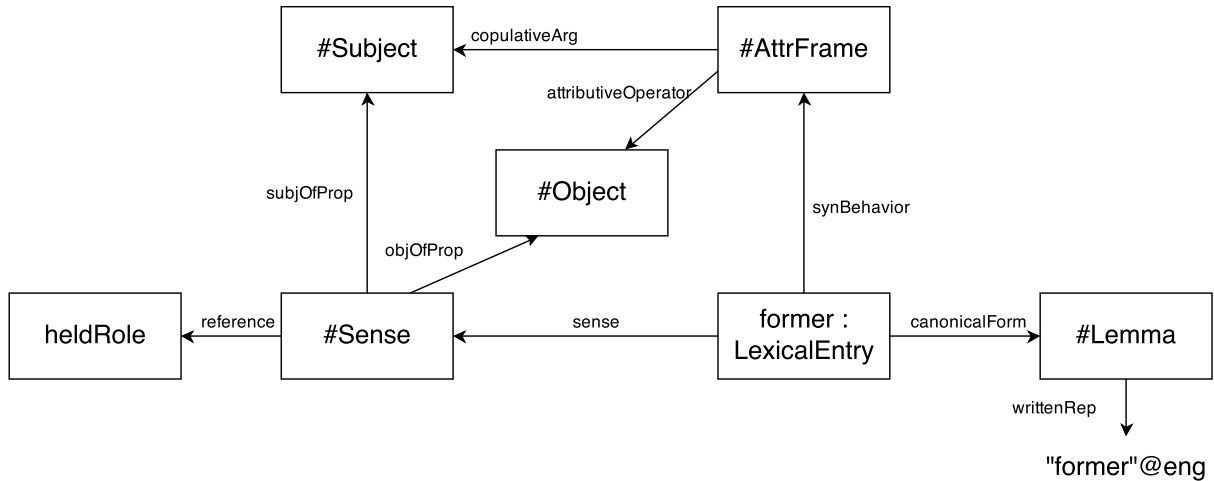 #Subject
copulativeArg
#AttrFrame
attributiveOperator
#Object
subjOfProp
synBehavior
objOfProp
heldRole
reference
#Sense
sense
former :
LexicalEntry
canonicalForm
#Lemma
writtenRep
"former"@eng